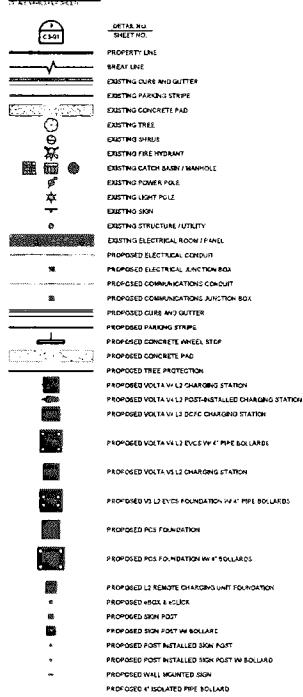 DETAIL NO.
SHEET NO.
C3-01
PROPERTY LINE
BREAK LINE
EXISTING CURB AND GUTTER
EXISTING PARKING STRIPE
EXISTING CONCRETE PAD
EXISTING TREE
EXISTING SHRUB
EXISTING FIRE HYDRANT
EXISTING CATCH BASIN / MANHOLE
EXISTING POWER POLE
EXISTING LIGHT POLE
EXISTING SIGN
EXISTING STRUCTURE / UTILITY
EXISTING ELECTRICAL ROOM / PANEL
PROPOSED ELECTRICAL CONDUIT
PROPOSED ELECTRICAL JUNCTION BOX
PROPOSED COMMUNICATIONS CONDUIT
PROPOSED COMMUNICATIONS JUNCTION BOX
PROPOSED CURB AND GUTTER
PROPOSED PARKING STRIPE
PROPOSED CONCRETE WHEEL STOP
PROPOSED CONCRETE PAD
PROPOSED TREE PROTECTION
PROPOSED VOLTA V4 L2 CHARGING STATION
PROPOSED VOLTA V4 L2 POST-INSTALLED CHARGING STATION
PROPOSED VOLTA V4 L2 DCFC CHARGING STATION
PROPOSED VOLTA V4 L2 EVCS W/ 4" PIPE BOLLARDS
PROPOSED VOLTA V3 L2 CHARGING STATION
PROPOSED V3 L2 EVCS FOUNDATION W/ 4" PIPE BOLLARDS
PROPOSED PCS FOUNDATION
PROPOSED PCS FOUNDATION W/ 4" BOLLARDS
PROPOSED L2 REMOTE CHARGING UNIT FOUNDATION
PROPOSED eBOX & eCLICK
PROPOSED SIGN POST
PROPOSED SIGN POST W/ BOLLARD
PROPOSED POST INSTALLED SIGN POST
PROPOSED POST INSTALLED SIGN POST W/ BOLLARD
PROPOSED WALL MOUNTED SIGN
PROPOSED 4" ISOLATED PIPE BOLLARD